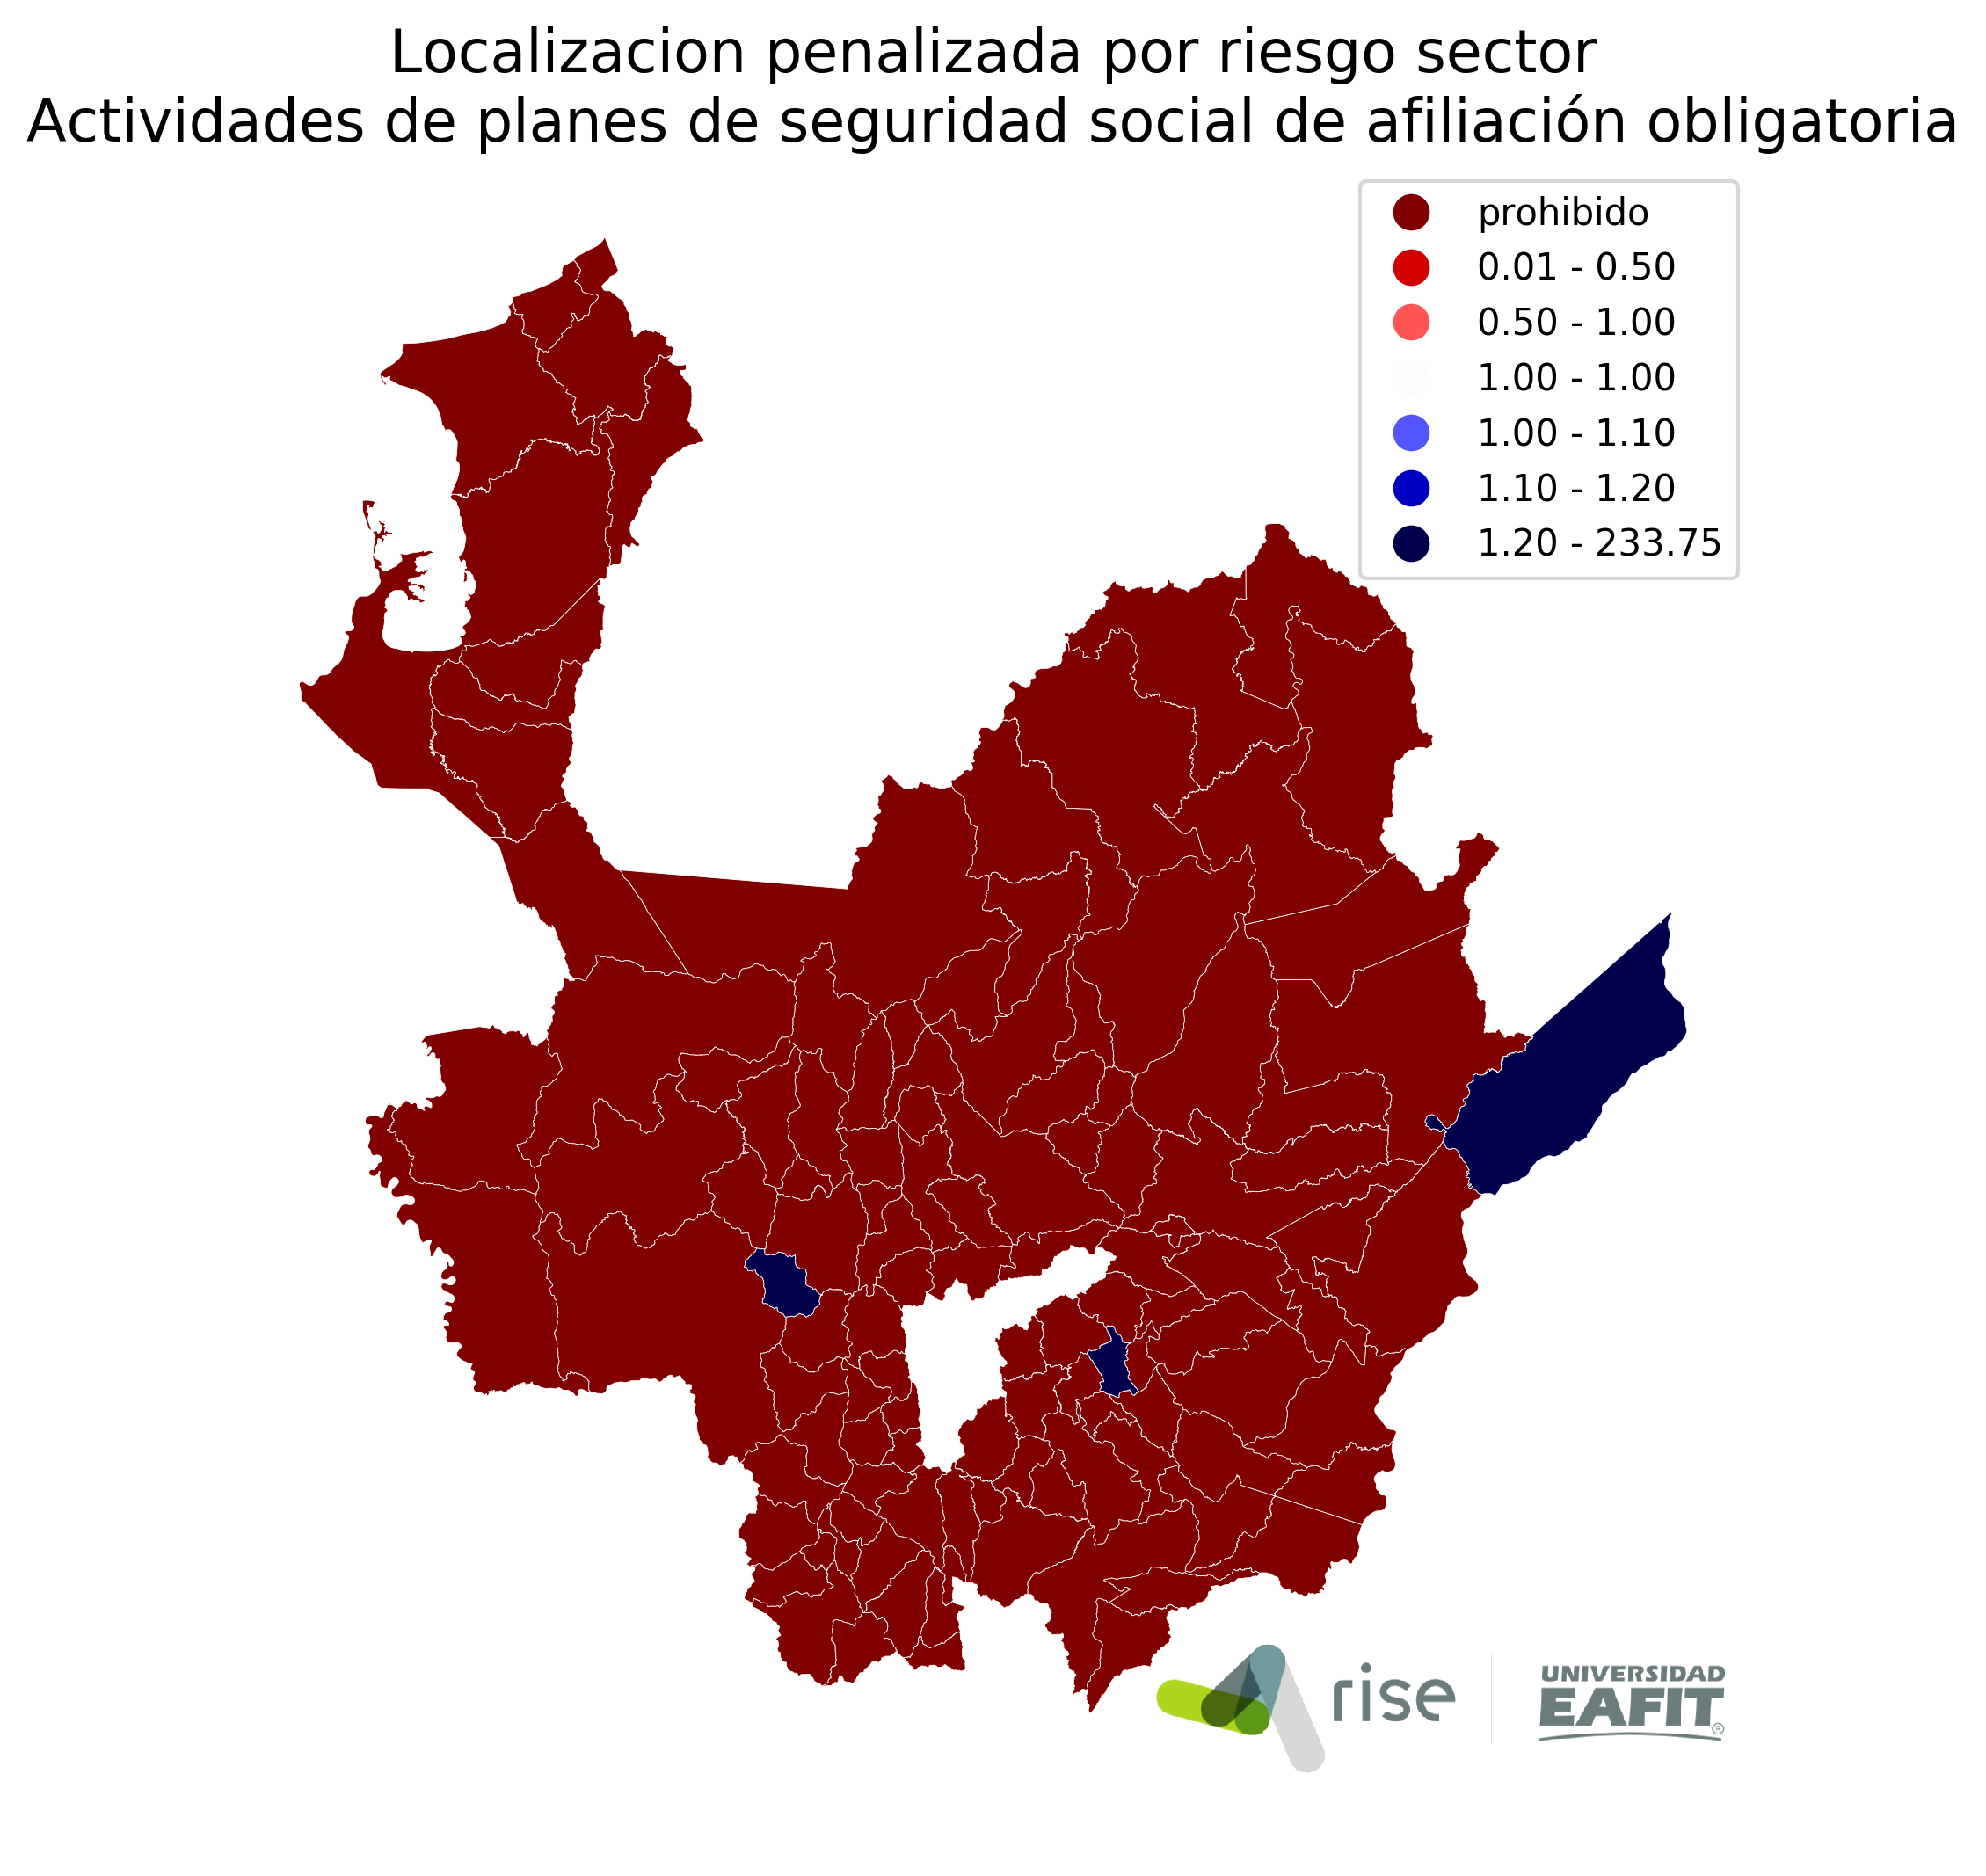 Localizacion penalizada por riesgo sector
Actividades de planes de seguridad social de afiliación obligatoria
prohibido
0.01 - 0.50
0.50 - 1.00
1.00 - 1.00
1.00 - 1.10
1.10 - 1.20
1.20 - 233.75
rise
UNIVERSIDAD
EAFIT®